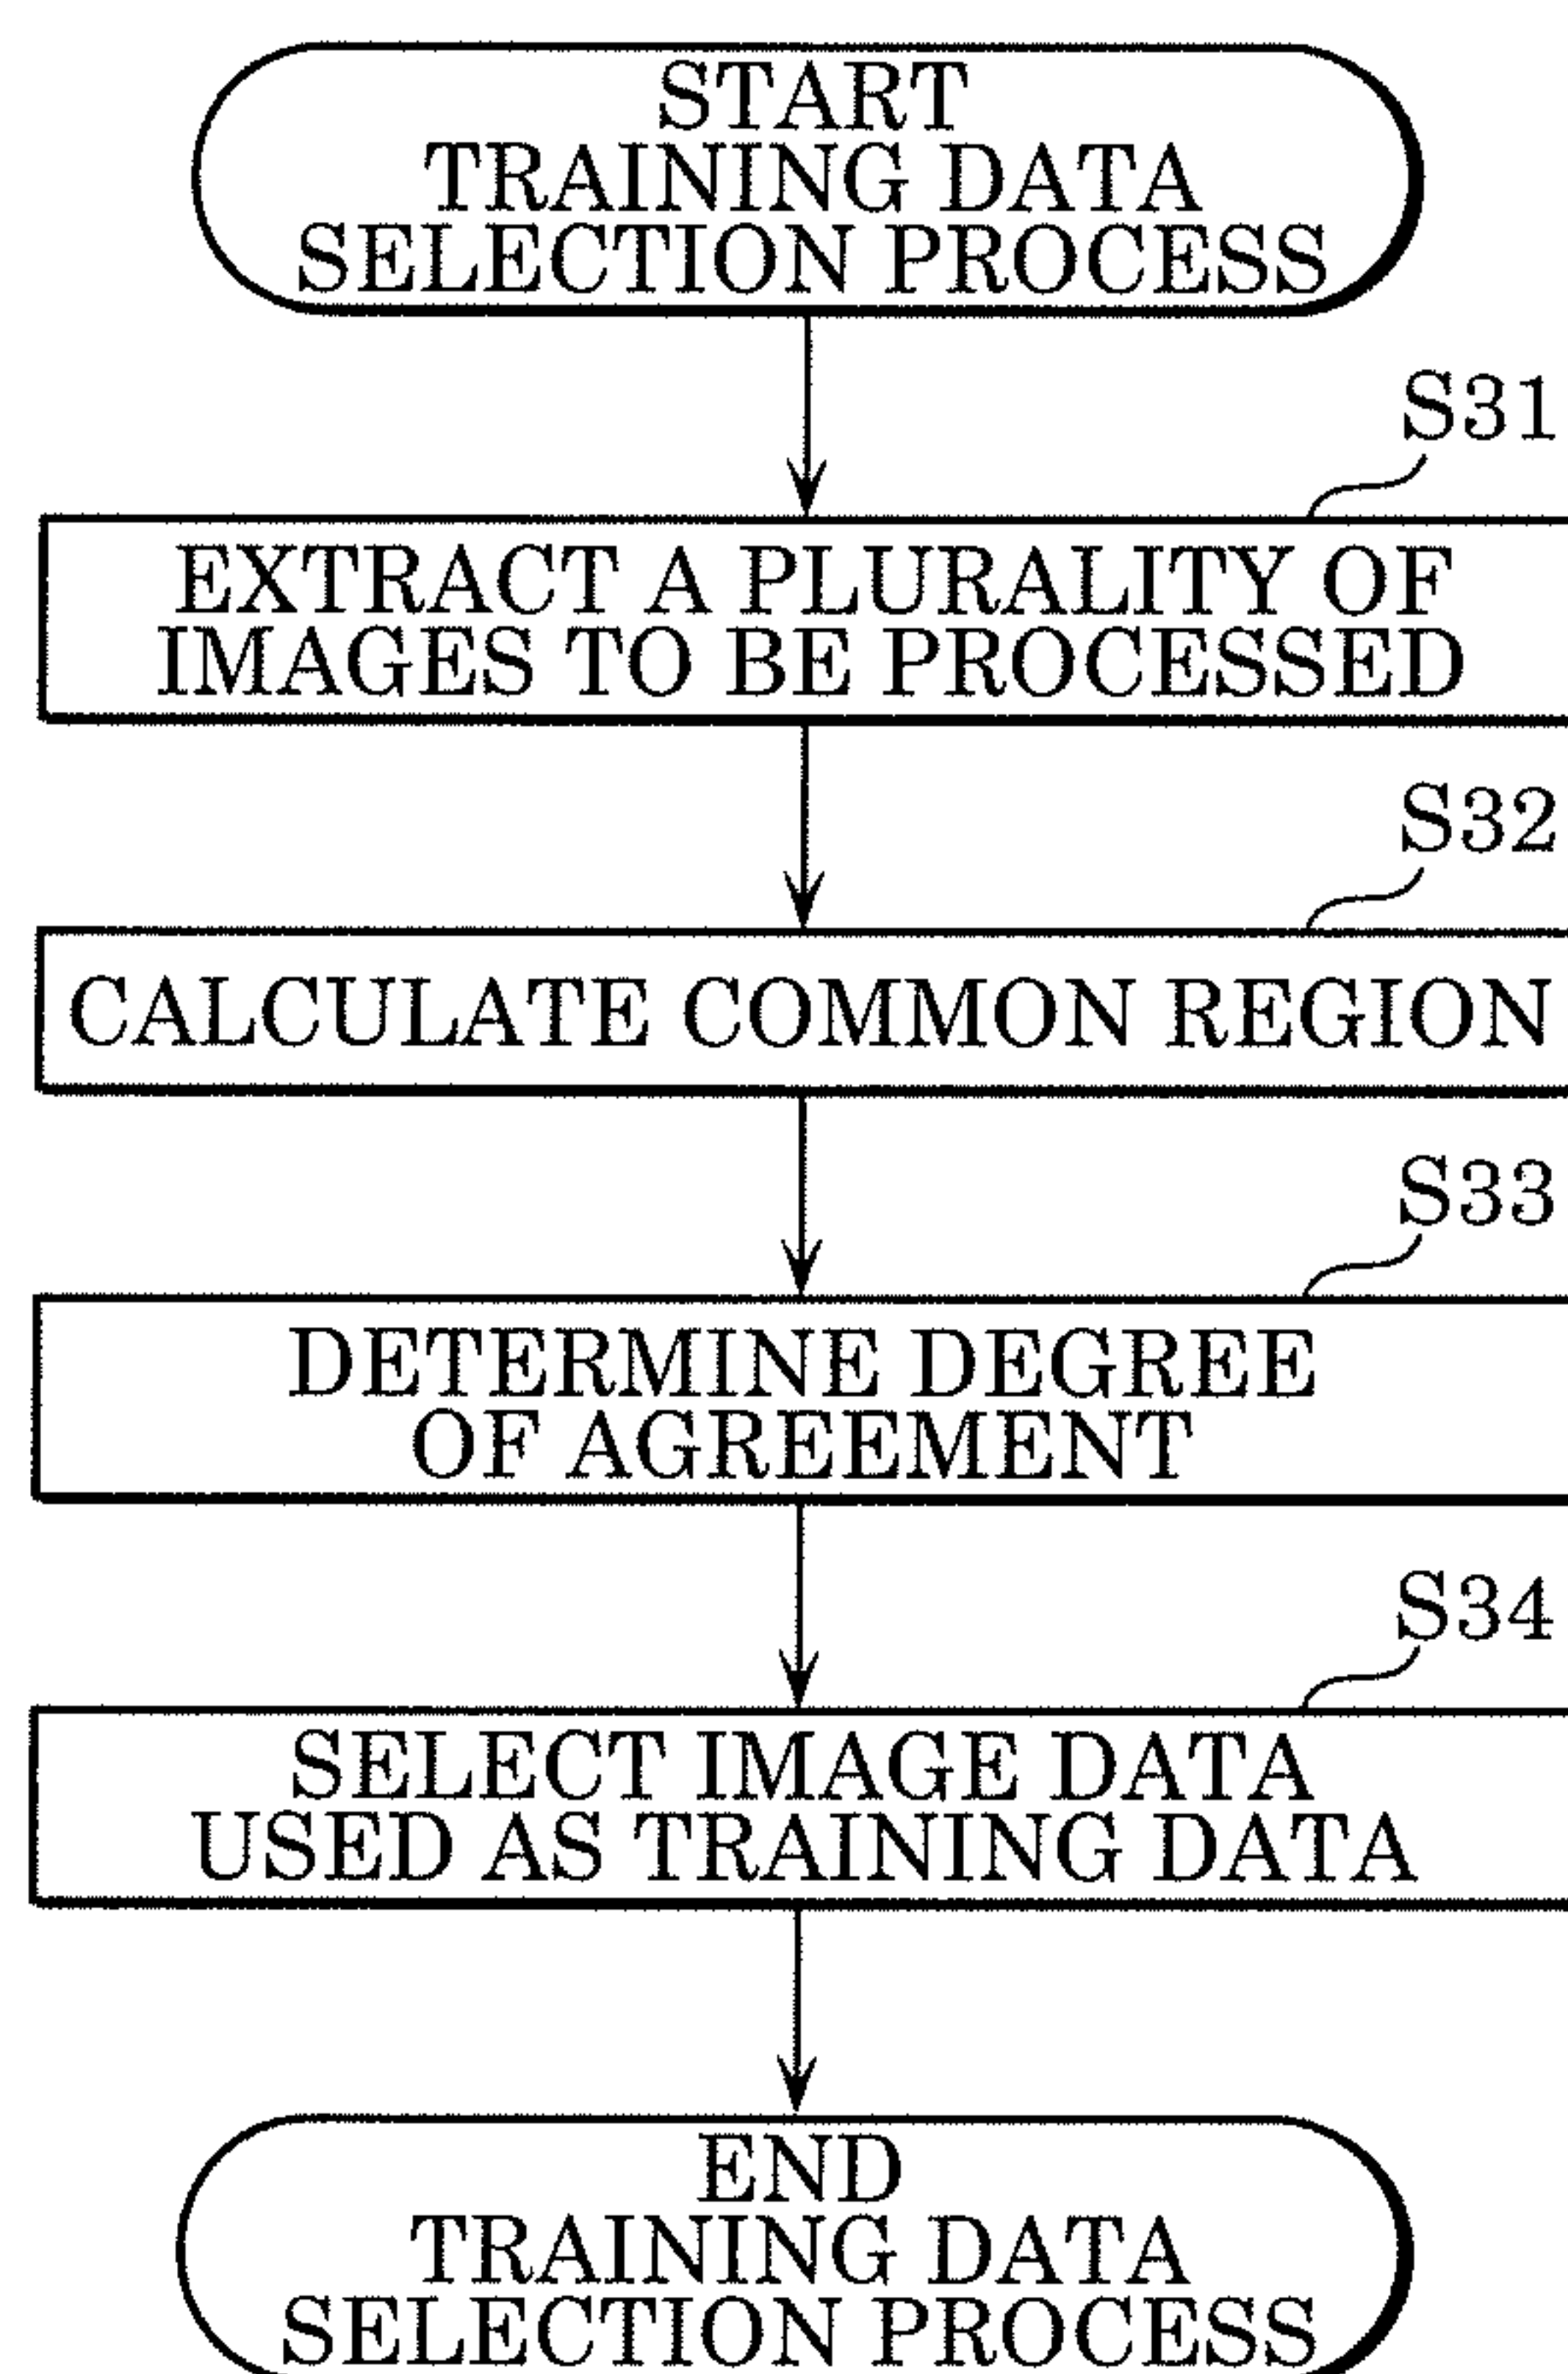 START
TRAINING DATA
SELECTION PROCESS
S31
EXTRACT A PLURALITY OF
IMAGES TO BE PROCESSED
S32
CALCULATE COMMON REGION
S33
DETERMINE DEGREE
OF AGREEMENT
S34
SELECT IMAGE DATA
USED AS TRAINING DATA
END
TRAINING DATA
SELECTION PROCESS